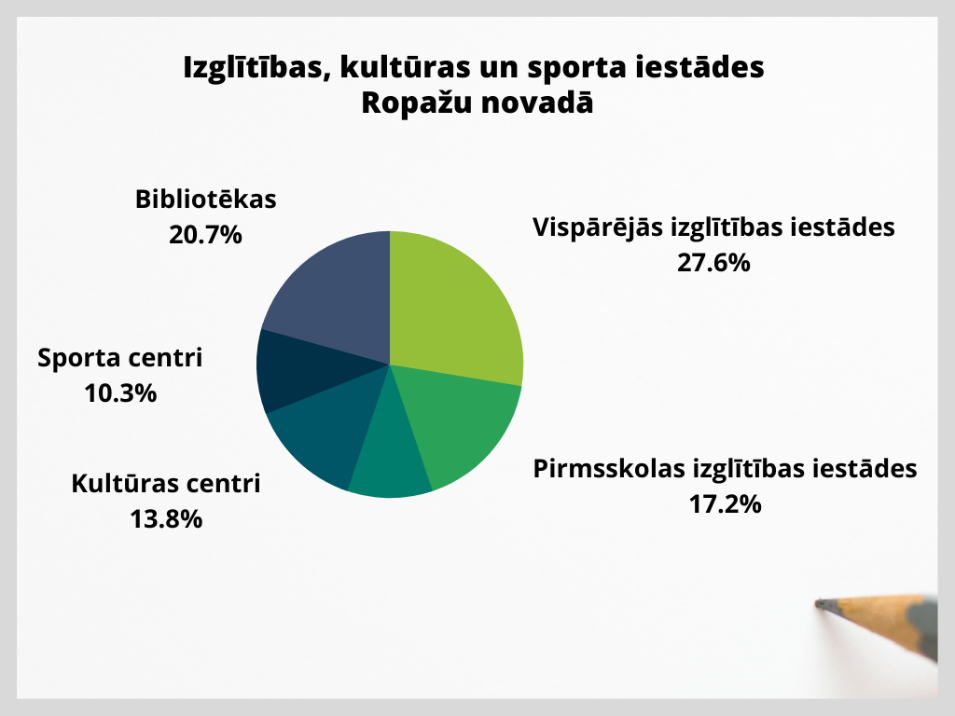 Izglītības, kultūras un sporta iestādes
Ropažu novadā
Bibliotēkas
20.7%
Vispārējās izglītības iestādes
27.6%
Sporta centri
10.3%
Kultūras centri
13.8%
Pirmsskolas izglītības iestādes
17.2%